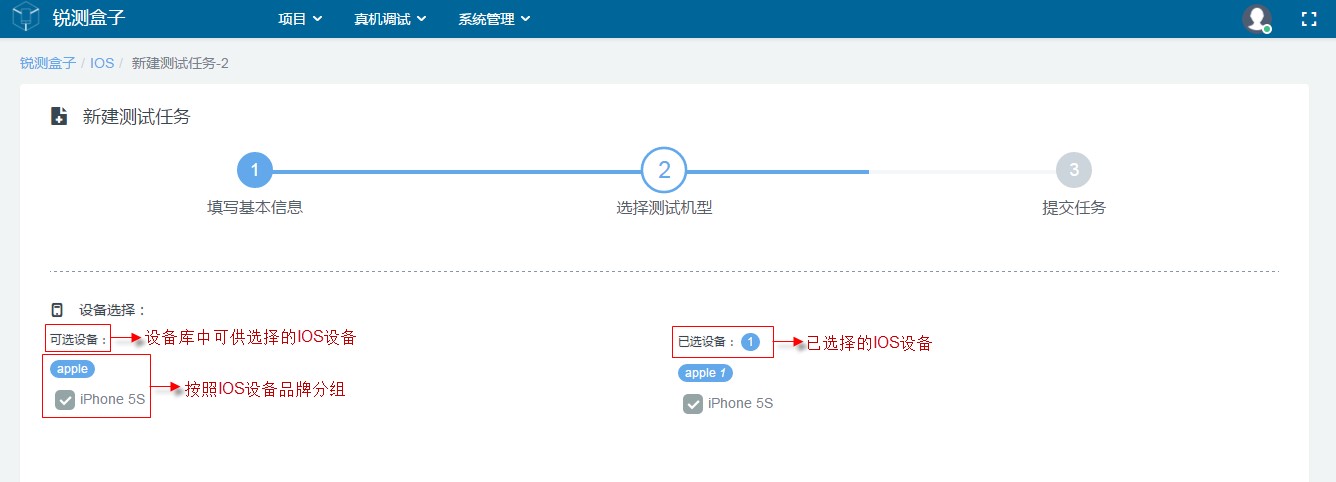 锐测盒子
项目 真机调试 系统管理
锐测盒子 / IOS / 新建测试任务-2
新建测试任务
1 2 3
填写基本信息 选择测试机型 提交任务
设备选择：
可选设备： 设备库中可供选择的IOS设备
已选设备： 1 已选择的IOS设备
apple
按照IOS设备品牌分组
iPhone 5S
apple 1
iPhone 5S